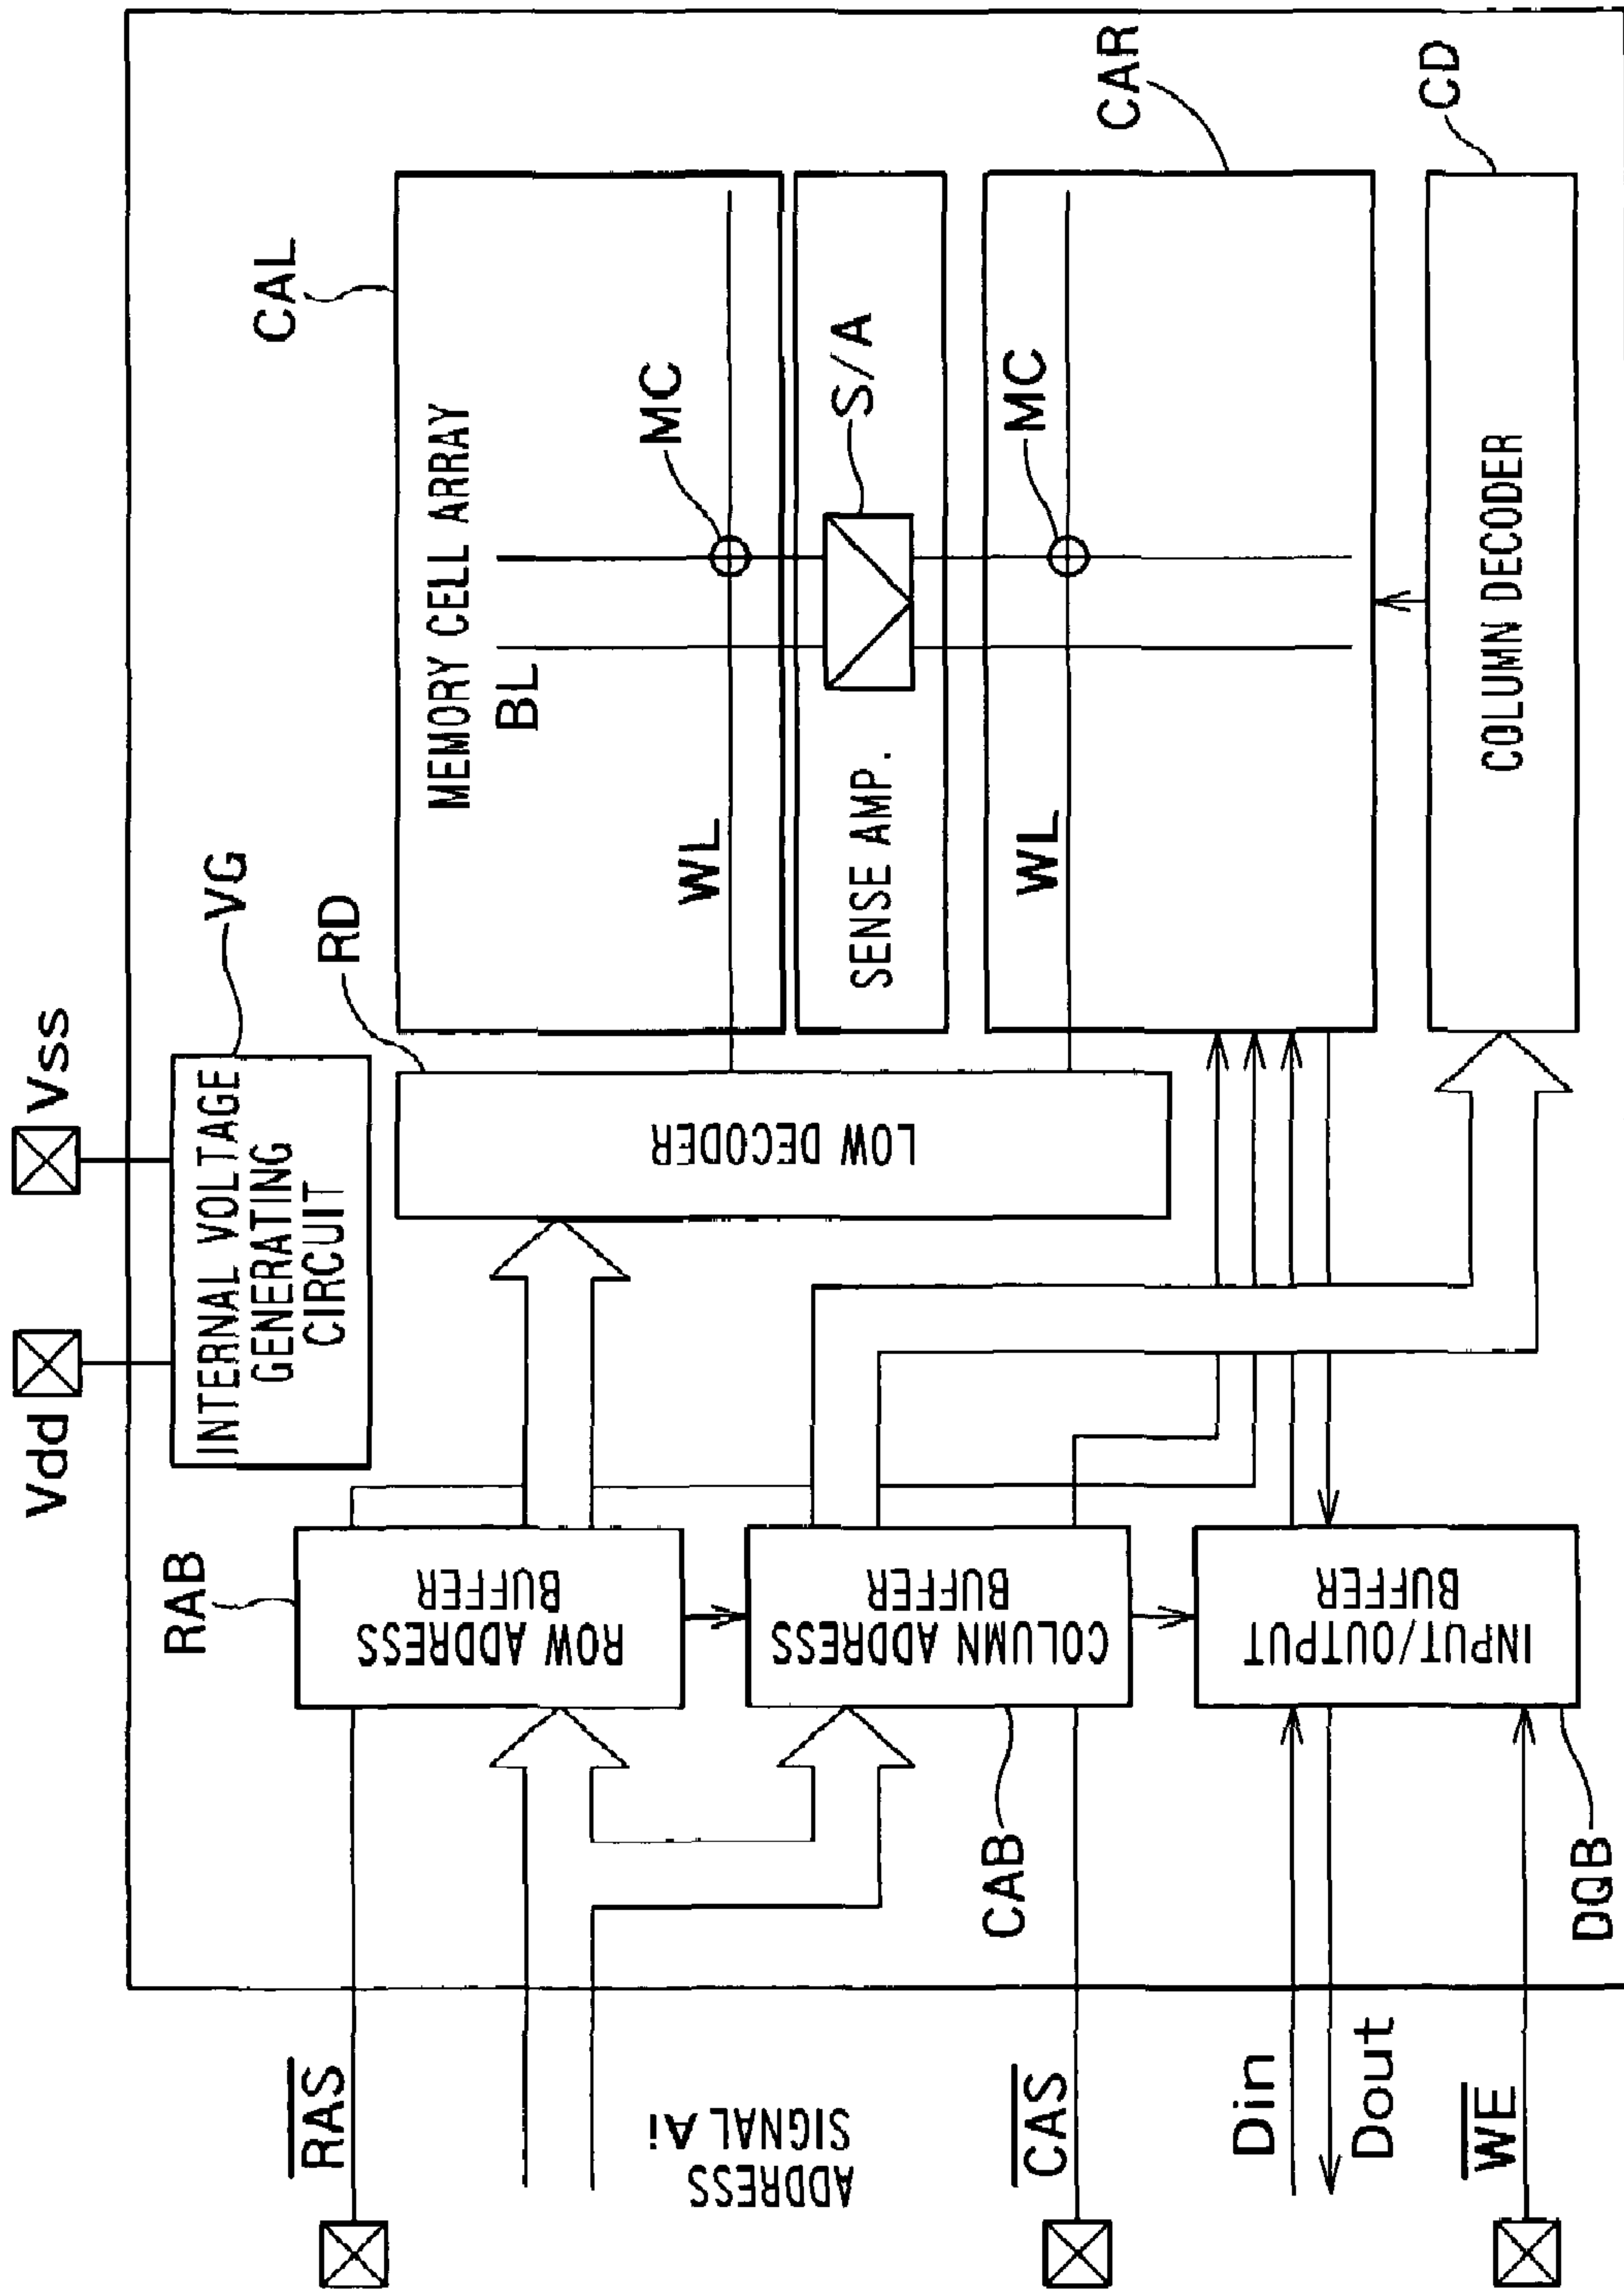 Vdd
Vss
INTERNAL VOLTAGE
GENERATING
CIRCUIT
VG
RD
CAL
RAB
RAS
ROW ADDRESS
BUFFER
LOW DECODER
MEMORY CELL ARRAY
BL
MC
WL
ADDRESS
SIGNAL Ai
COLUMN ADDRESS
BUFFER
SENSE AMP.
S/A
CAB
CAS
WL
MC
CAR
Din
Dout
INPUT/OUTPUT
BUFFER
WE
DQB
COLUMN DECODER
CD